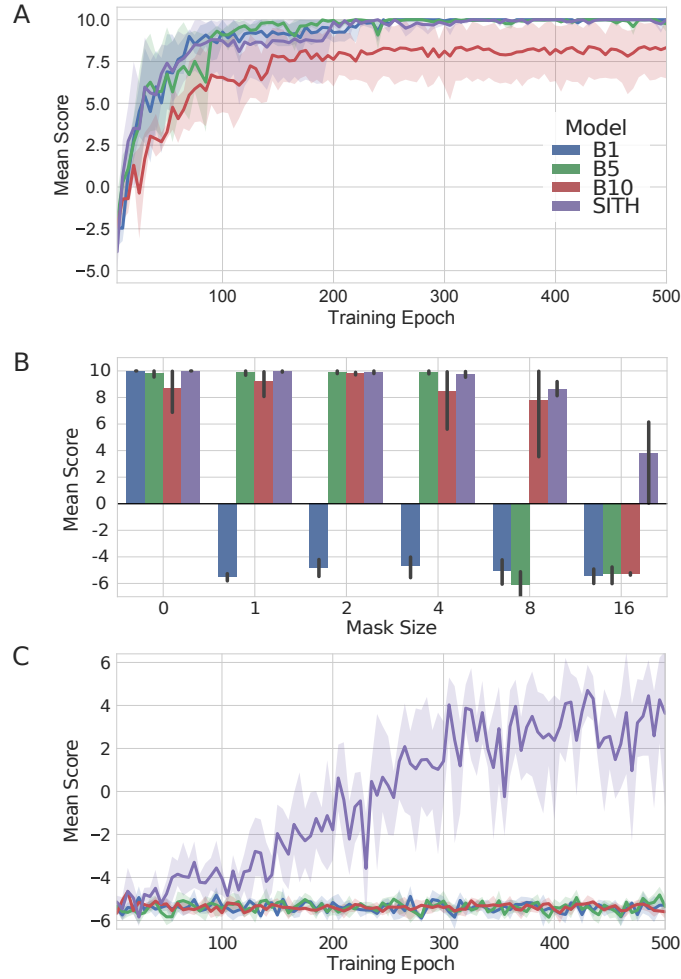 A
10.0
7.5
5.0
2.5
0.0
−2.5
−5.0
Mean Score
Model
B1
B5
B10
SITH
100
200
300
400
500
Training Epoch
B
10
8
6
4
2
0
−2
−4
−6
Mean Score
0
1
2
4
8
16
Mask Size
C
6
4
2
0
−2
−4
−6
Mean Score
100
200
300
400
500
Training Epoch